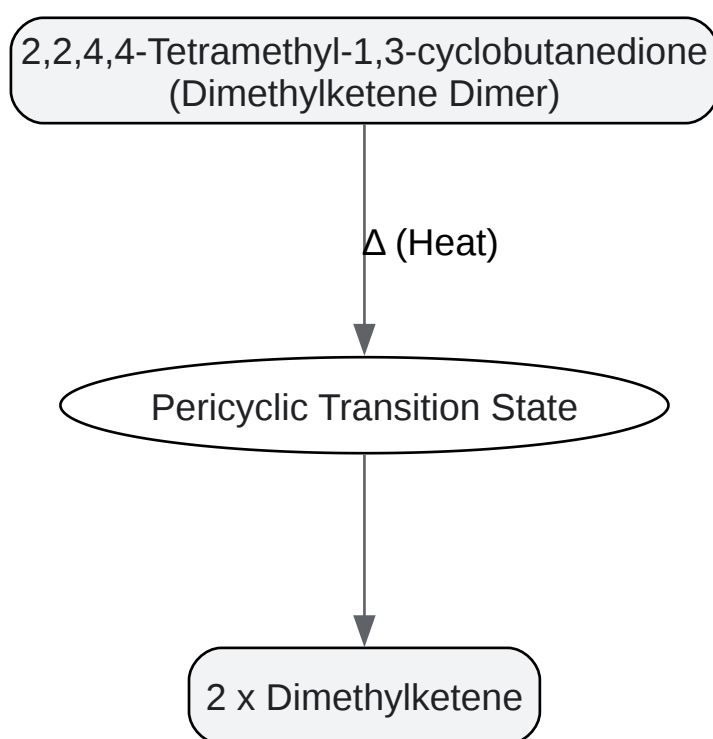 2,2,4,4-Tetramethyl-1,3-cyclobutanedione
(Dimethylketene Dimer)
Δ (Heat)
Pericyclic Transition State
2 x Dimethylketene